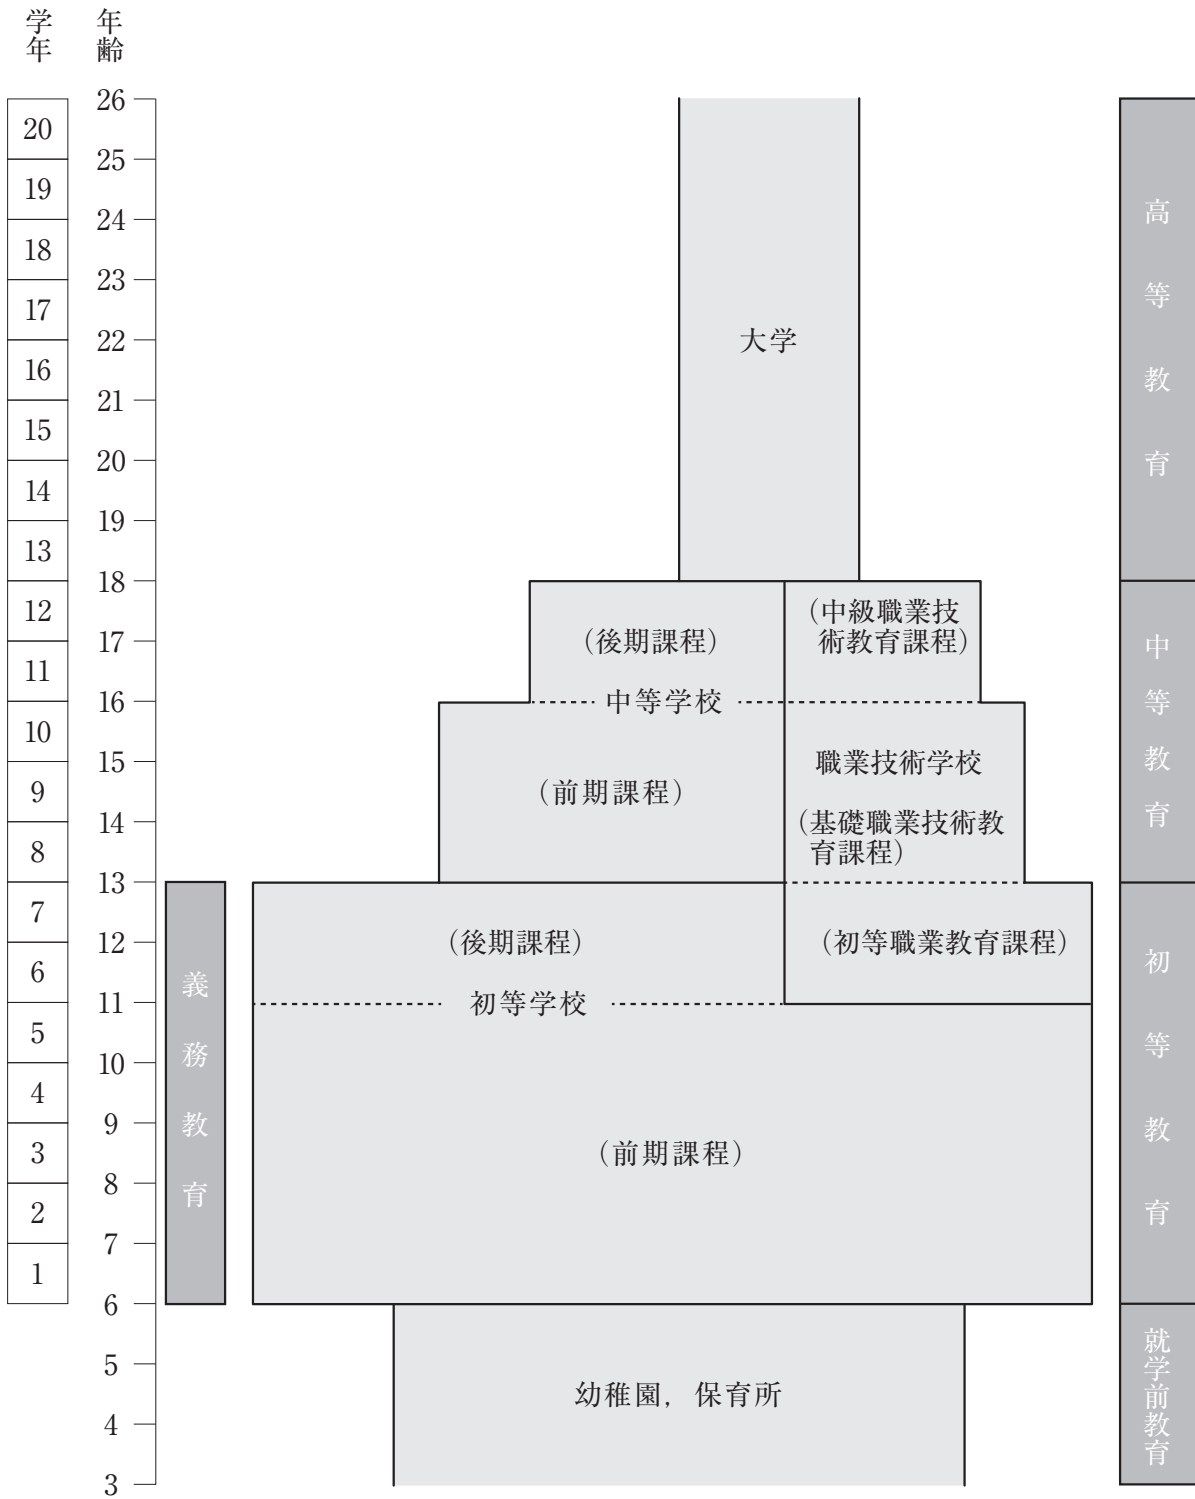 学年
年齢
26
20
25
19
24
18
23
17
22
16
21
15
20
14
19
13
18
12
17
11
16
10
15
9
14
8
13
7
12
6
11
5
10
4
9
3
8
2
7
1
6
5
4
3
義務教育
大学
(後期課程)
(中級職業技
術教育課程)
中等学校
(前期課程)
職業技術学校
(基礎職業技術教
育課程)
(後期課程)
(初等職業教育課程)
初等学校
(前期課程)
幼稚園，保育所
高等教育
中等教育
初等教育
就学前教育